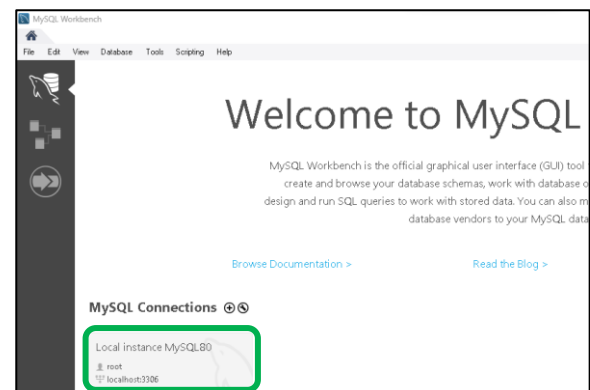 MySQL Workbench
File Edit View Database Tools Scripting Help
Welcome to MySQL
MySQL Workbench is the official graphical user interface (GUI) tool
create and browse your database schemas, work with database o
design and run SQL queries to work with stored data. You can also m
database vendors to your MySQL data
Browse Documentation > Read the Blog >
MySQL Connections
Local instance MySQL80
root
localhost:3306